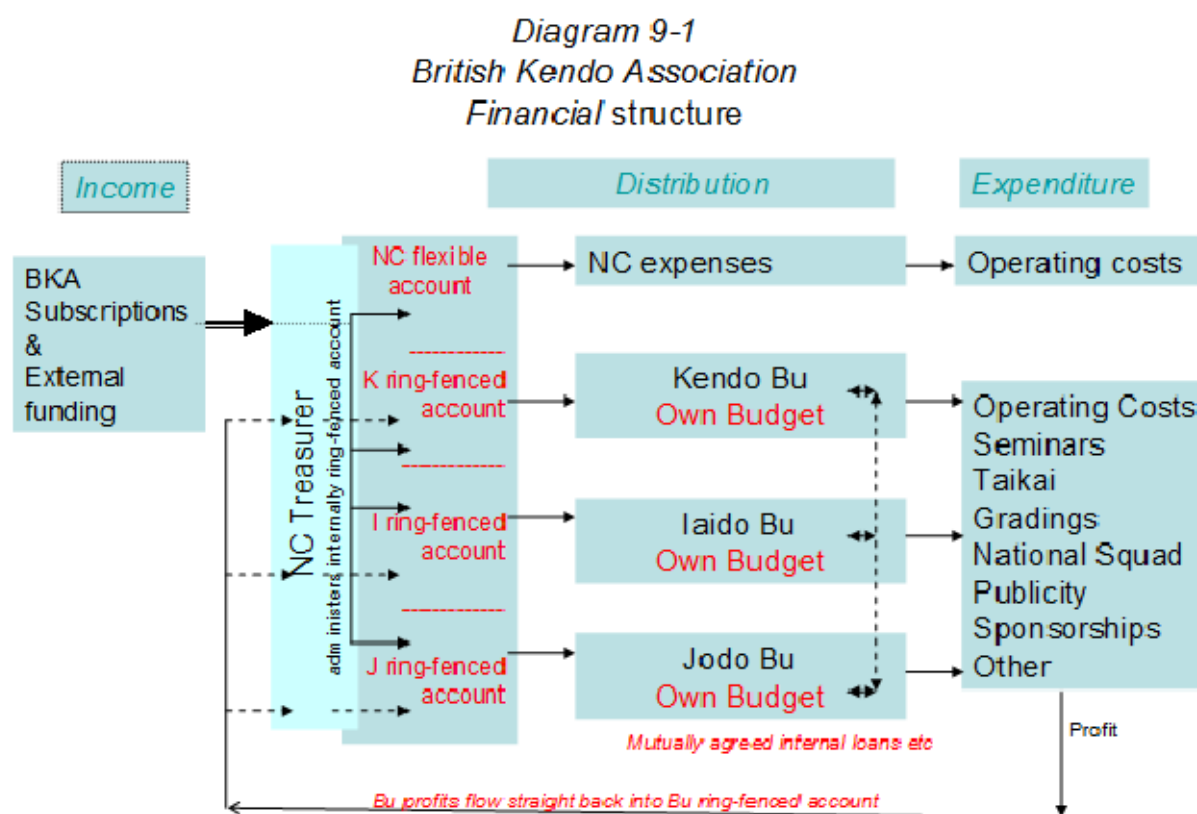 Diagram 9-1
British Kendo Association
Financial structure
Income
Distribution
Expenditure
BKA
Subscriptions
&
External
funding
NC Treasurer
administers internally ring-fenced account
NC flexible
account
K ring-fenced
account
I ring-fenced
account
J ring-fenced
account
NC expenses
Kendo Bu
Own Budget
Iaido Bu
Own Budget
Jodo Bu
Own Budget
Mutually agreed internal loans etc
Operating costs
Operating Costs
Seminars
Taikai
Gradings
National Squad
Publicity
Sponsorships
Other
Profit
Bu profits flow straight back into Bu ring-fenced account